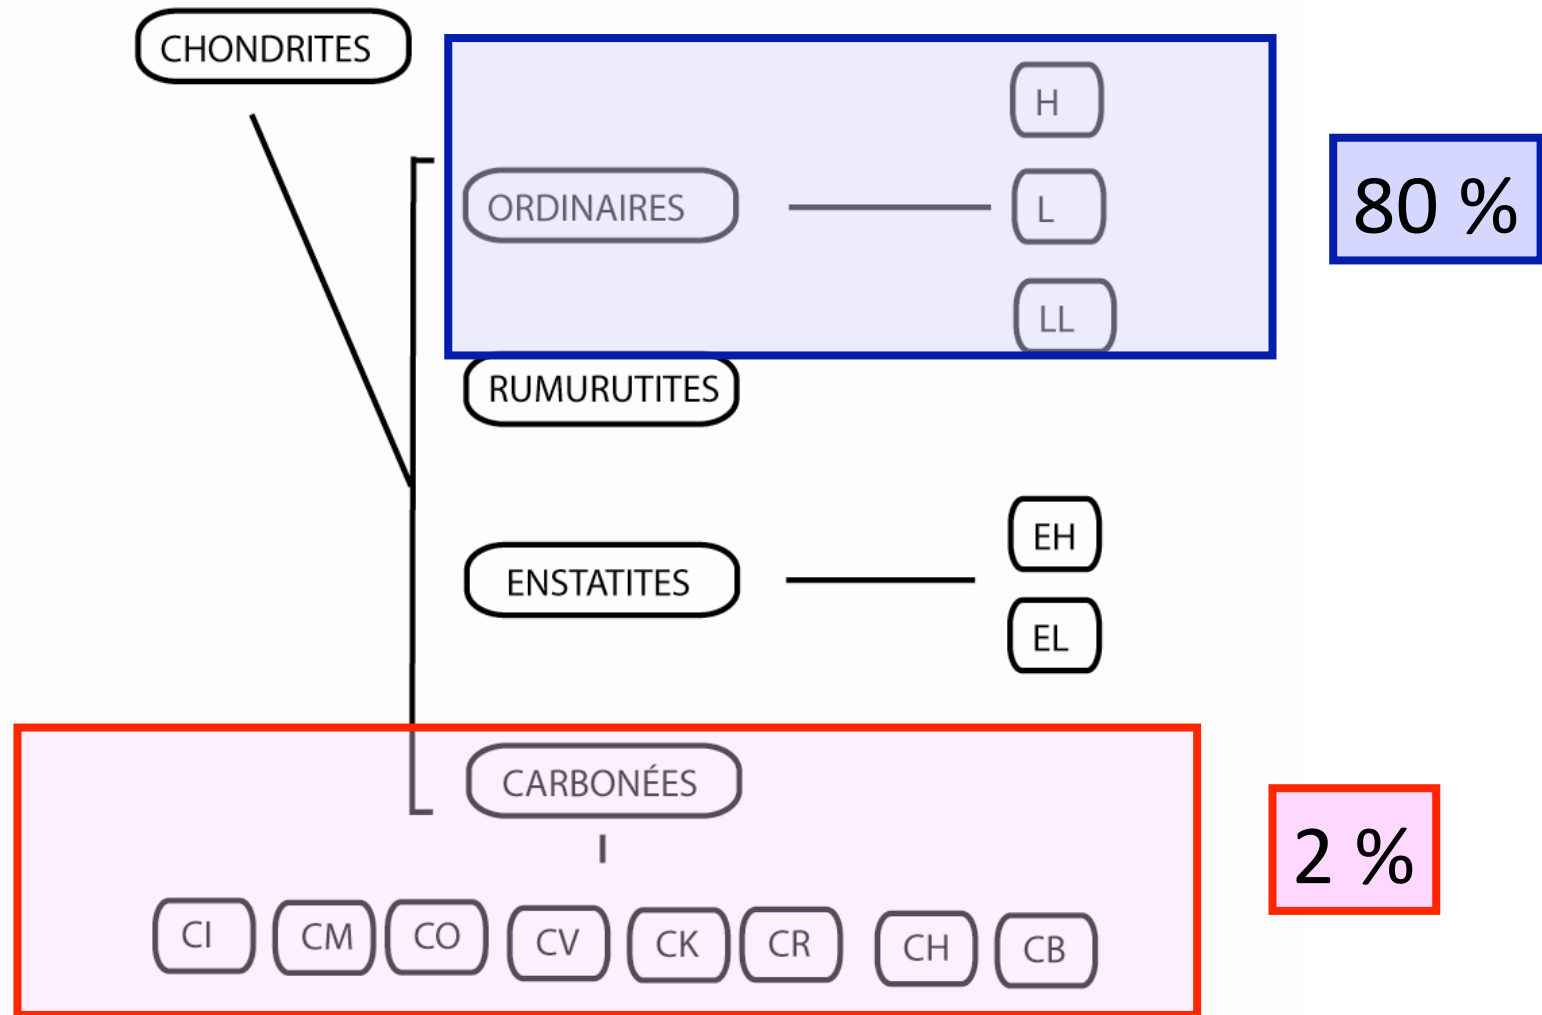 CHONDRITES
H
ORDINAIRES
L
80 %
LL
RUMURUTITES
EH
ENSTATITES
EL
CARBONÉES
2 %
CI CM CO CV CK CR CH CB